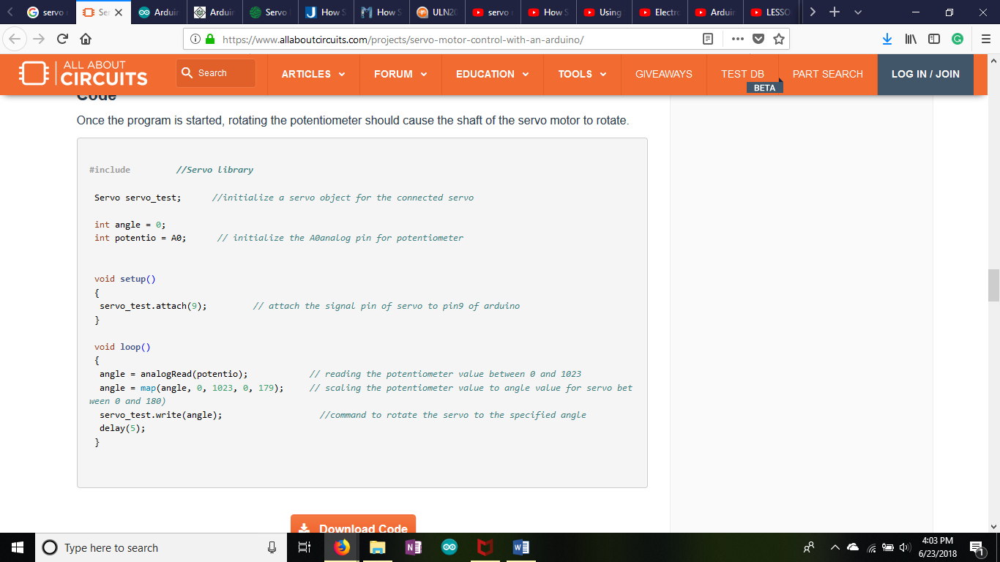 servo
Ser
Arduin
Arduin
Servo
How S
How S
ULN20
servo
How S
Using
Electro
Arduin
LESSO
https://www.allaboutcircuits.com/projects/servo-motor-control-with-an-arduino/
ALL ABOUT
CIRCUITS
Search
ARTICLES
FORUM
EDUCATION
TOOLS
GIVEAWAYS
TEST DB
BETA
PART SEARCH
LOG IN / JOIN
Code
Once the program is started, rotating the potentiometer should cause the shaft of the servo motor to rotate.
#include //Servo library
Servo servo_test; //initialize a servo object for the connected servo
int angle = 0;
int potentio = A0; // initialize the A0analog pin for potentiometer
void setup()
{
servo_test.attach(9); // attach the signal pin of servo to pin9 of arduino
}
void loop()
{
angle = analogRead(potentio); // reading the potentiometer value between 0 and 1023
angle = map(angle, 0, 1023, 0, 179); // scaling the potentiometer value to angle value for servo bet
ween 0 and 180)
servo_test.write(angle); //command to rotate the servo to the specified angle
delay(5);
}
Download Code
Type here to search
4:03 PM
6/23/2018
1